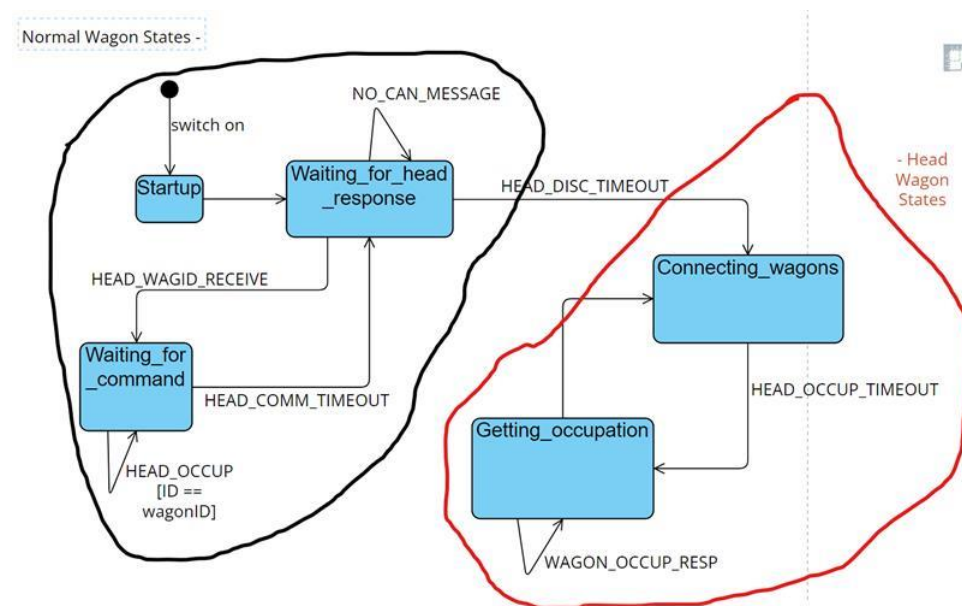 Normal Wagon States -
NO_CAN_MESSAGE
switch on
Startup
Waiting_for_head
_response
HEAD_DISC_TIMEOUT
- Head
Wagon
States
Connecting_wagons
HEAD_WAGID_RECEIVE
Waiting_for
_command
HEAD_COMM_TIMEOUT
HEAD_OCCUP_TIMEOUT
Getting_occupation
HEAD_OCCUP
[ID ==
wagonID]
WAGON_OCCUP_RESP